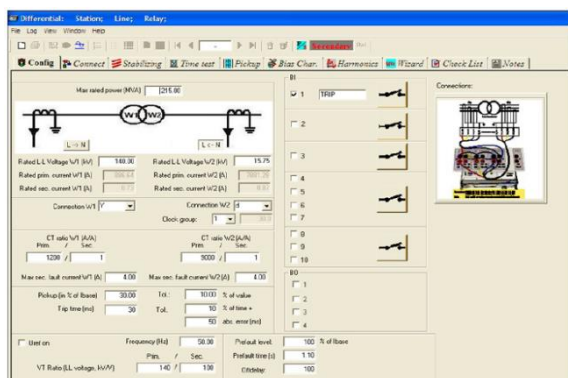 Differential: Station: Line; Relay;
File Log View Window Help
Secondary
Config Connect Stabilizing Time test Pickup Bias Char. Harmonics Wizard Check List Notes
Max rated power (MVA) 215.00
W1 W2
Rated L-L Voltage W1 (kV) 140.00 Rated L-L Voltage W2 (kV) 15.75
Rated prim. current W1 (A) Rated prim. current W2 (A)
Rated sec. current W1 (A) Rated sec. current W2 (A)
Connection W1 Y Connection W2 d
Clock group: 1
CT ratio W1 (A/A) CT ratio W2 (A/A)
Prim. / Sec. Prim. / Sec.
1200 / 1 9000 / 1
Max sec. fault current W1 (A) 4.00 Max sec. fault current W2 (A) 4.00
Pickup (in % of Ibase) 30.00 Tol.: 10.00 % of value
Trip time (ms) 30 Tol. 10 % of time +
50 abs. error (ms)
Frequency (Hz) 50.00
Prim. / Sec.
VT Ratio (LL voltage, kV/V) 140 / 100
Prefault level: 100 % of Ibase
Prefault time (s) 1.10
CB delay: 100
BI
1 TRIP
2
3
4
5
6
7
8
9
10
BO
1
2
3
4
Connections: